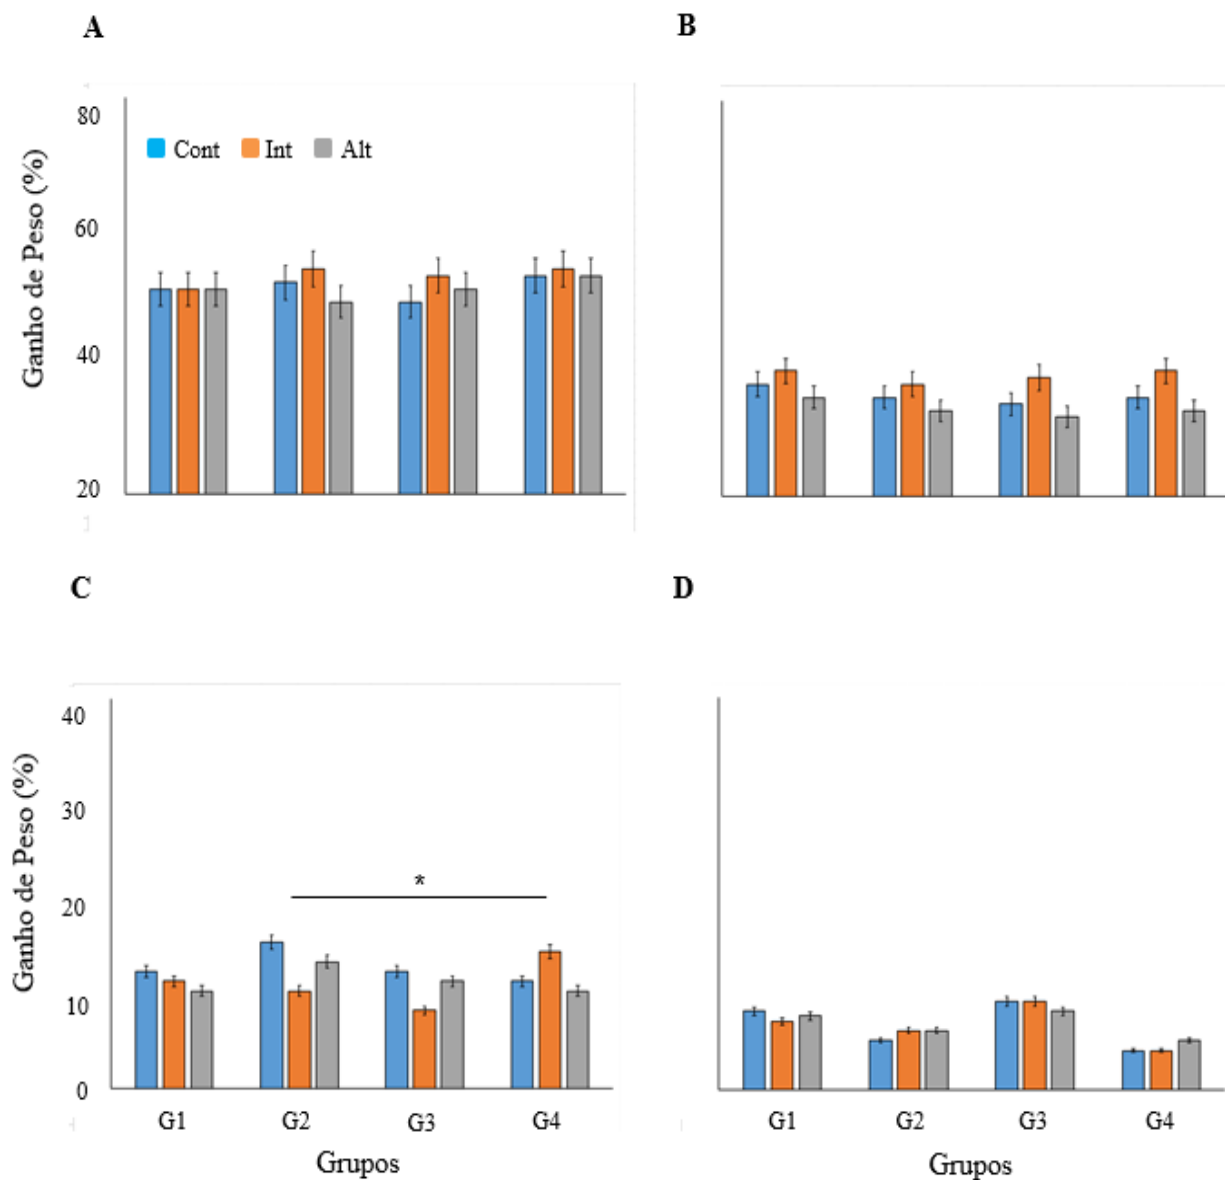 A
B
80
Cont Int Alt
60
40
20
Ganho de Peso (%)
C
D
40
30
20
10
0
Ganho de Peso (%)
*
G1 G2 G3 G4
Grupos
G1 G2 G3 G4
Grupos